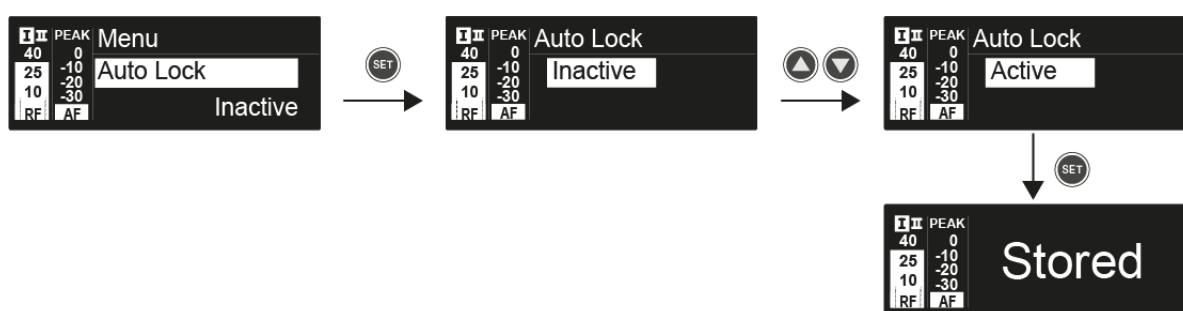 I II PEAK Menu
40 0
25 -10 Auto Lock
-20
10 -30 Inactive
RF AF
SET
I II PEAK Auto Lock
40 0
25 -10 Inactive
-20
10 -30
RF AF
I II PEAK Auto Lock
40 0
25 -10 Active
-20
10 -30
RF AF
SET
I II PEAK
40 0
25 -10 Stored
-20
10 -30
RF AF